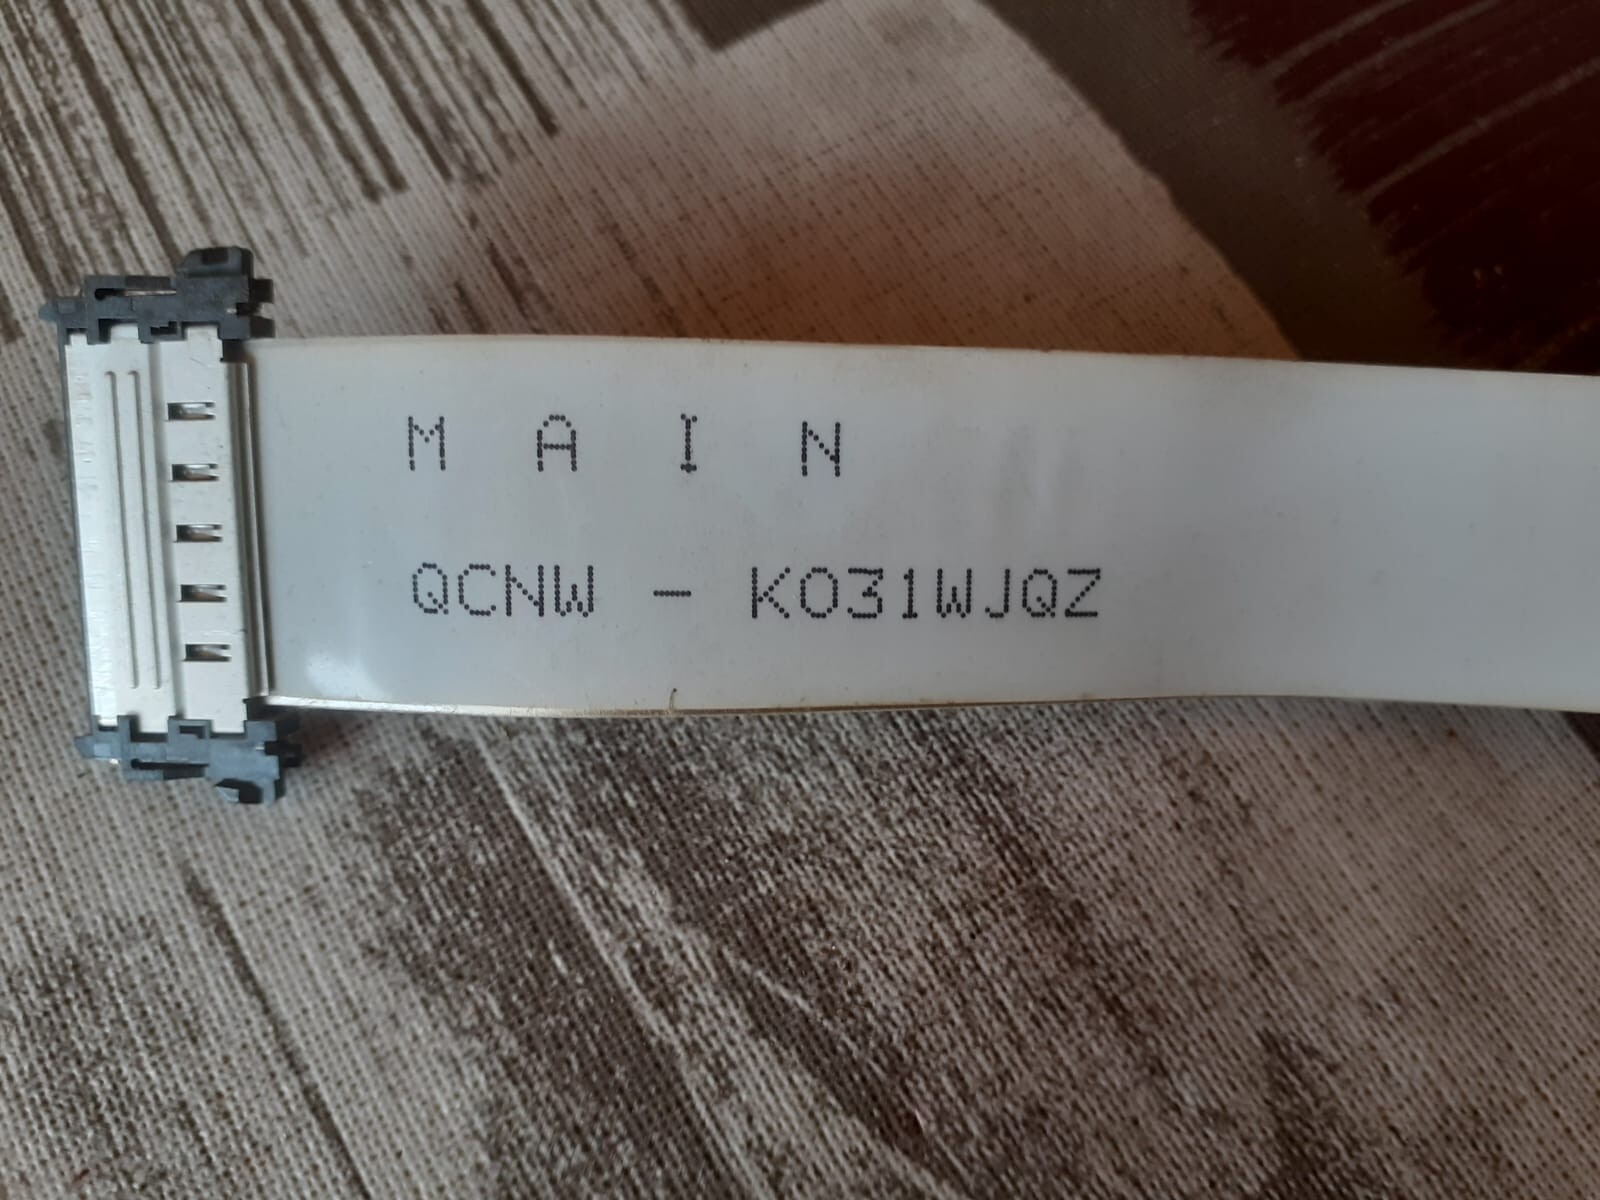 M A I N
QCNW - K031WJQZ